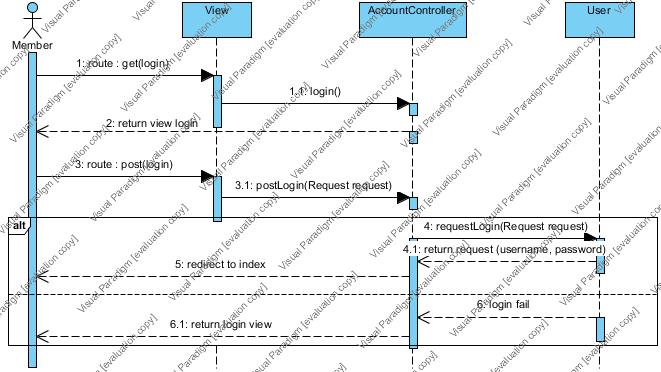 View
AccountController
User
Member
1: route : get(login)
1.1: login()
2: return view login
3: route : post(login)
3.1: postLogin(Request request)
alt
4: requestLogin(Request request)
4.1: return request (username, password)
5: redirect to index
6: login fail
6.1: return login view
Visual Paradigm [evaluation copy]